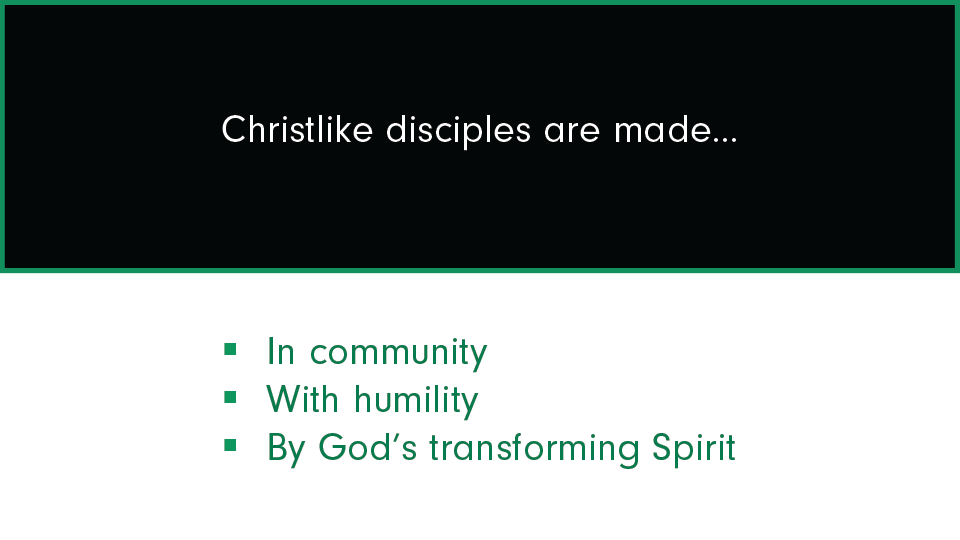 Christlike disciples are made...
▪ In community
▪ With humility
▪ By God’s transforming Spirit